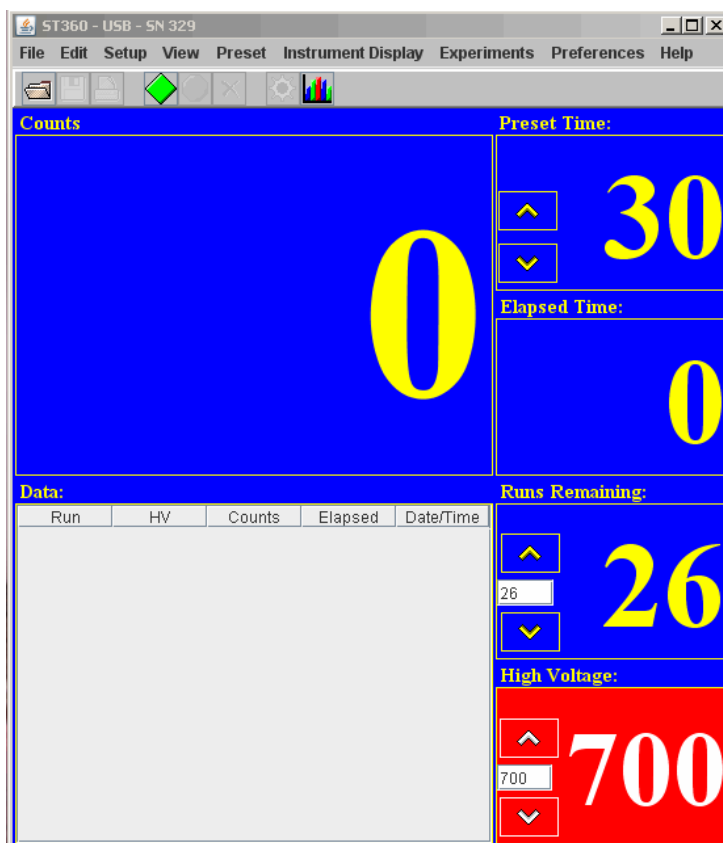 ST360 - USB - SN 329
File Edit Setup View Preset Instrument Display Experiments Preferences Help
Counts
0
Preset Time:
30
Elapsed Time:
0
Data:
Run HV Counts Elapsed Date/Time
Runs Remaining:
26
26
High Voltage:
700
700